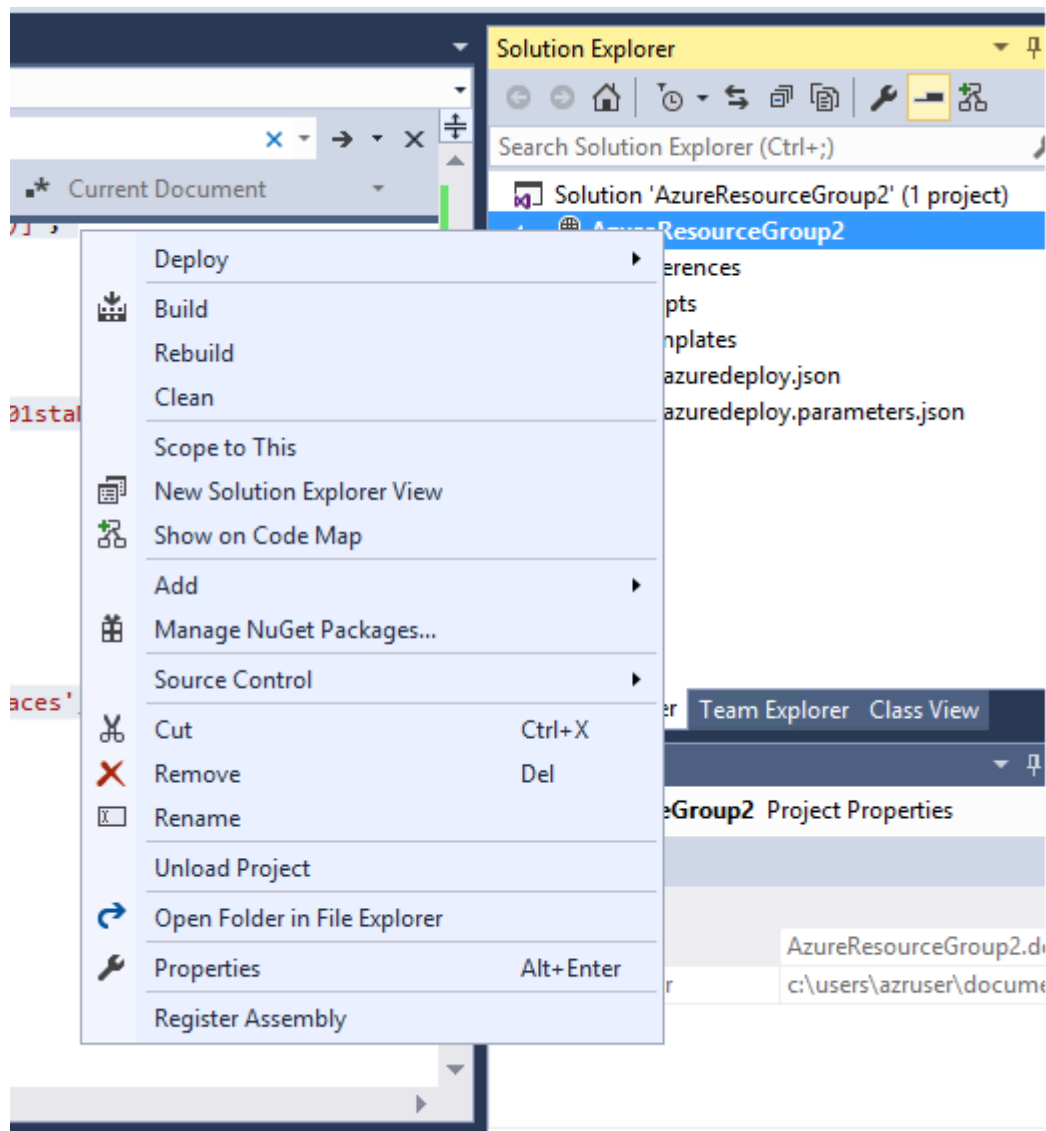 Solution Explorer
Search Solution Explorer (Ctrl+;)
Current Document
Solution 'AzureResourceGroup2' (1 project)
AzureResourceGroup2
erences
pts
nplates
azuredeploy.json
azuredeploy.parameters.json
Deploy
Build
Rebuild
Clean
Scope to This
New Solution Explorer View
Show on Code Map
Add
Manage NuGet Packages...
Source Control
Cut Ctrl+X
Remove Del
Rename
Unload Project
Open Folder in File Explorer
Properties Alt+Enter
Register Assembly
aces'
er Team Explorer Class View
eGroup2 Project Properties
AzureResourceGroup2.d
r c:\users\azruser\docume